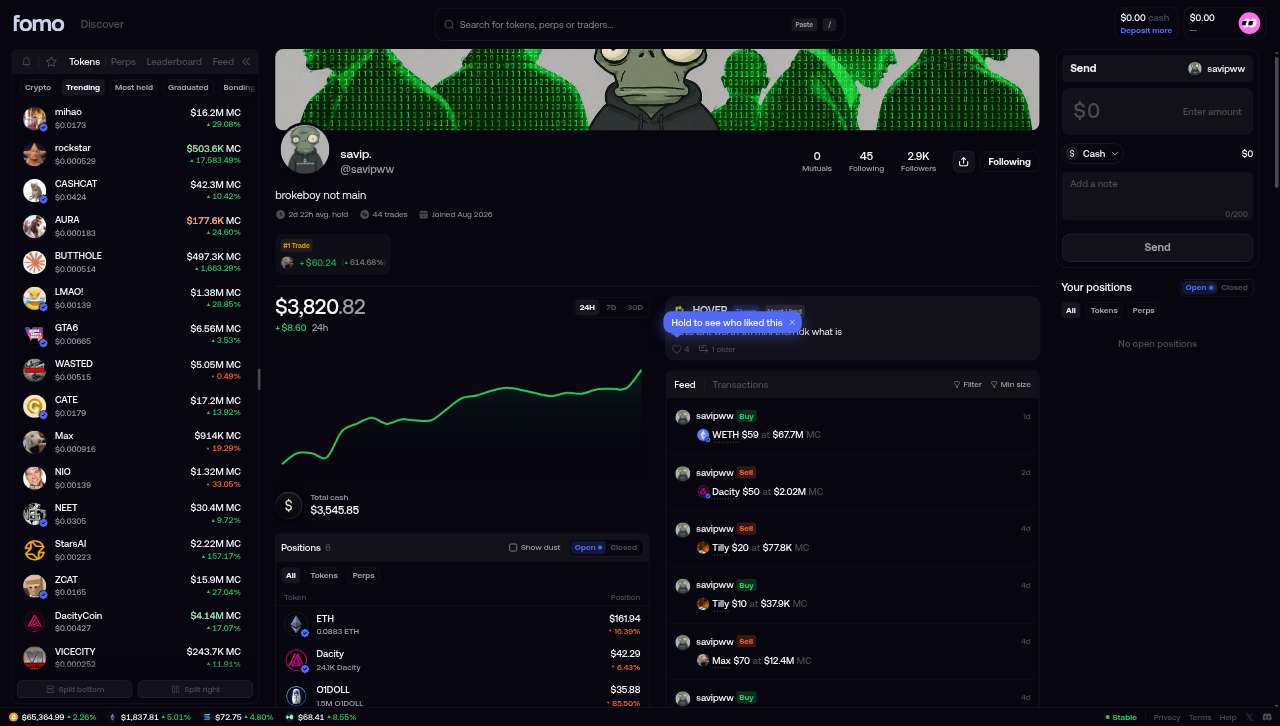 fomo
Discover
Search for tokens, perps or traders...
Paste
/
$0.00 cash
Deposit more
$0.00
—
Tokens Perps Leaderboard Feed
Crypto Trending Most held Graduated Bonding
mihao $16.2M MC
$0.0173 29.08%
rockstar $503.6K MC
$0.000529 17,583.49%
CASHCAT $42.3M MC
$0.0424 10.42%
AURA $177.6K MC
$0.000183 24.60%
BUTTHOLE $497.3K MC
$0.000514 1,663.29%
LMAO! $1.38M MC
$0.00139 28.85%
GTA6 $6.56M MC
$0.00665 3.53%
WASTED $5.05M MC
$0.00515 0.49%
CATE $17.2M MC
$0.0179 13.92%
Max $914K MC
$0.000916 19.29%
NIO $1.32M MC
$0.00139 33.05%
NEET $30.4M MC
$0.0305 9.72%
StarsAI $2.22M MC
$0.00223 157.17%
ZCAT $15.9M MC
$0.0165 27.04%
DacityCoin $4.14M MC
$0.00427 17.07%
VICECITY $243.7K MC
$0.000252 11.91%
Split bottom Split right
savip.
@savipww
0 Mutuals
45 Following
2.9K Followers
Following
brokeboy not main
2d 22h avg. hold 44 trades Joined Aug 2026
#1 Trade
+$60.24 614.68%
$3,820.82
24H 7D 30D
$8.60 24h
Total cash
$3,545.85
Positions 6 Show dust Open Closed
All Tokens Perps
Token Position
ETH $161.94
0.0883 ETH 16.39%
Dacity $42.29
24.1K Dacity 6.43%
O1DOLL $35.88
1.5M O1DOLL 85.50%
HOVER
Hold to see who liked this ×
idk what is
4 1 older
Feed Transactions Filter Min size
savipww Buy 1d
WETH $59 at $67.7M MC
savipww Sell 2d
Dacity $50 at $2.02M MC
savipww Sell 4d
Tilly $20 at $77.8K MC
savipww Buy 4d
Tilly $10 at $37.9K MC
savipww Sell 4d
Max $70 at $12.4M MC
savipww Buy 4d
Send savipww
$0 Enter amount
$ Cash $0
Add a note
0/200
Send
Your positions Open Closed
All Tokens Perps
No open positions
$65,364.99 2.26% $1,837.81 5.01% $72.75 4.80% $68.41 8.55%
Stable Privacy Terms Help